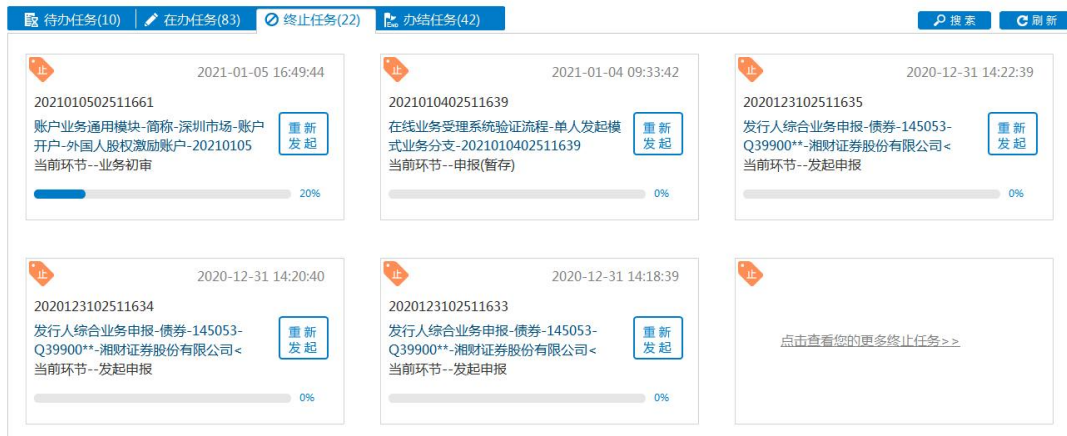 待办任务(10) 在办任务(83) 终止任务(22) 办结任务(42) 搜索 刷新
止 2021-01-05 16:49:44
2021010502511661
账户业务通用模块-简称-深圳市场-账户
开户-外国人股权激励账户-20210105
重新
发起
当前环节--业务初审
20%
止 2021-01-04 09:33:42
2021010402511639
在线业务受理系统验证流程-单人发起模
式业务分支-2021010402511639
重新
发起
当前环节--申报(暂存)
0%
止 2020-12-31 14:22:39
2020123102511635
发行人综合业务申报-债券-145053-
Q39900**-湘财证券股份有限公司<
重新
发起
当前环节--发起申报
0%
止 2020-12-31 14:20:40
2020123102511634
发行人综合业务申报-债券-145053-
Q39900**-湘财证券股份有限公司<
重新
发起
当前环节--发起申报
0%
止 2020-12-31 14:18:39
2020123102511633
发行人综合业务申报-债券-145053-
Q39900**-湘财证券股份有限公司<
重新
发起
当前环节--发起申报
0%
止
点击查看您的更多终止任务>>